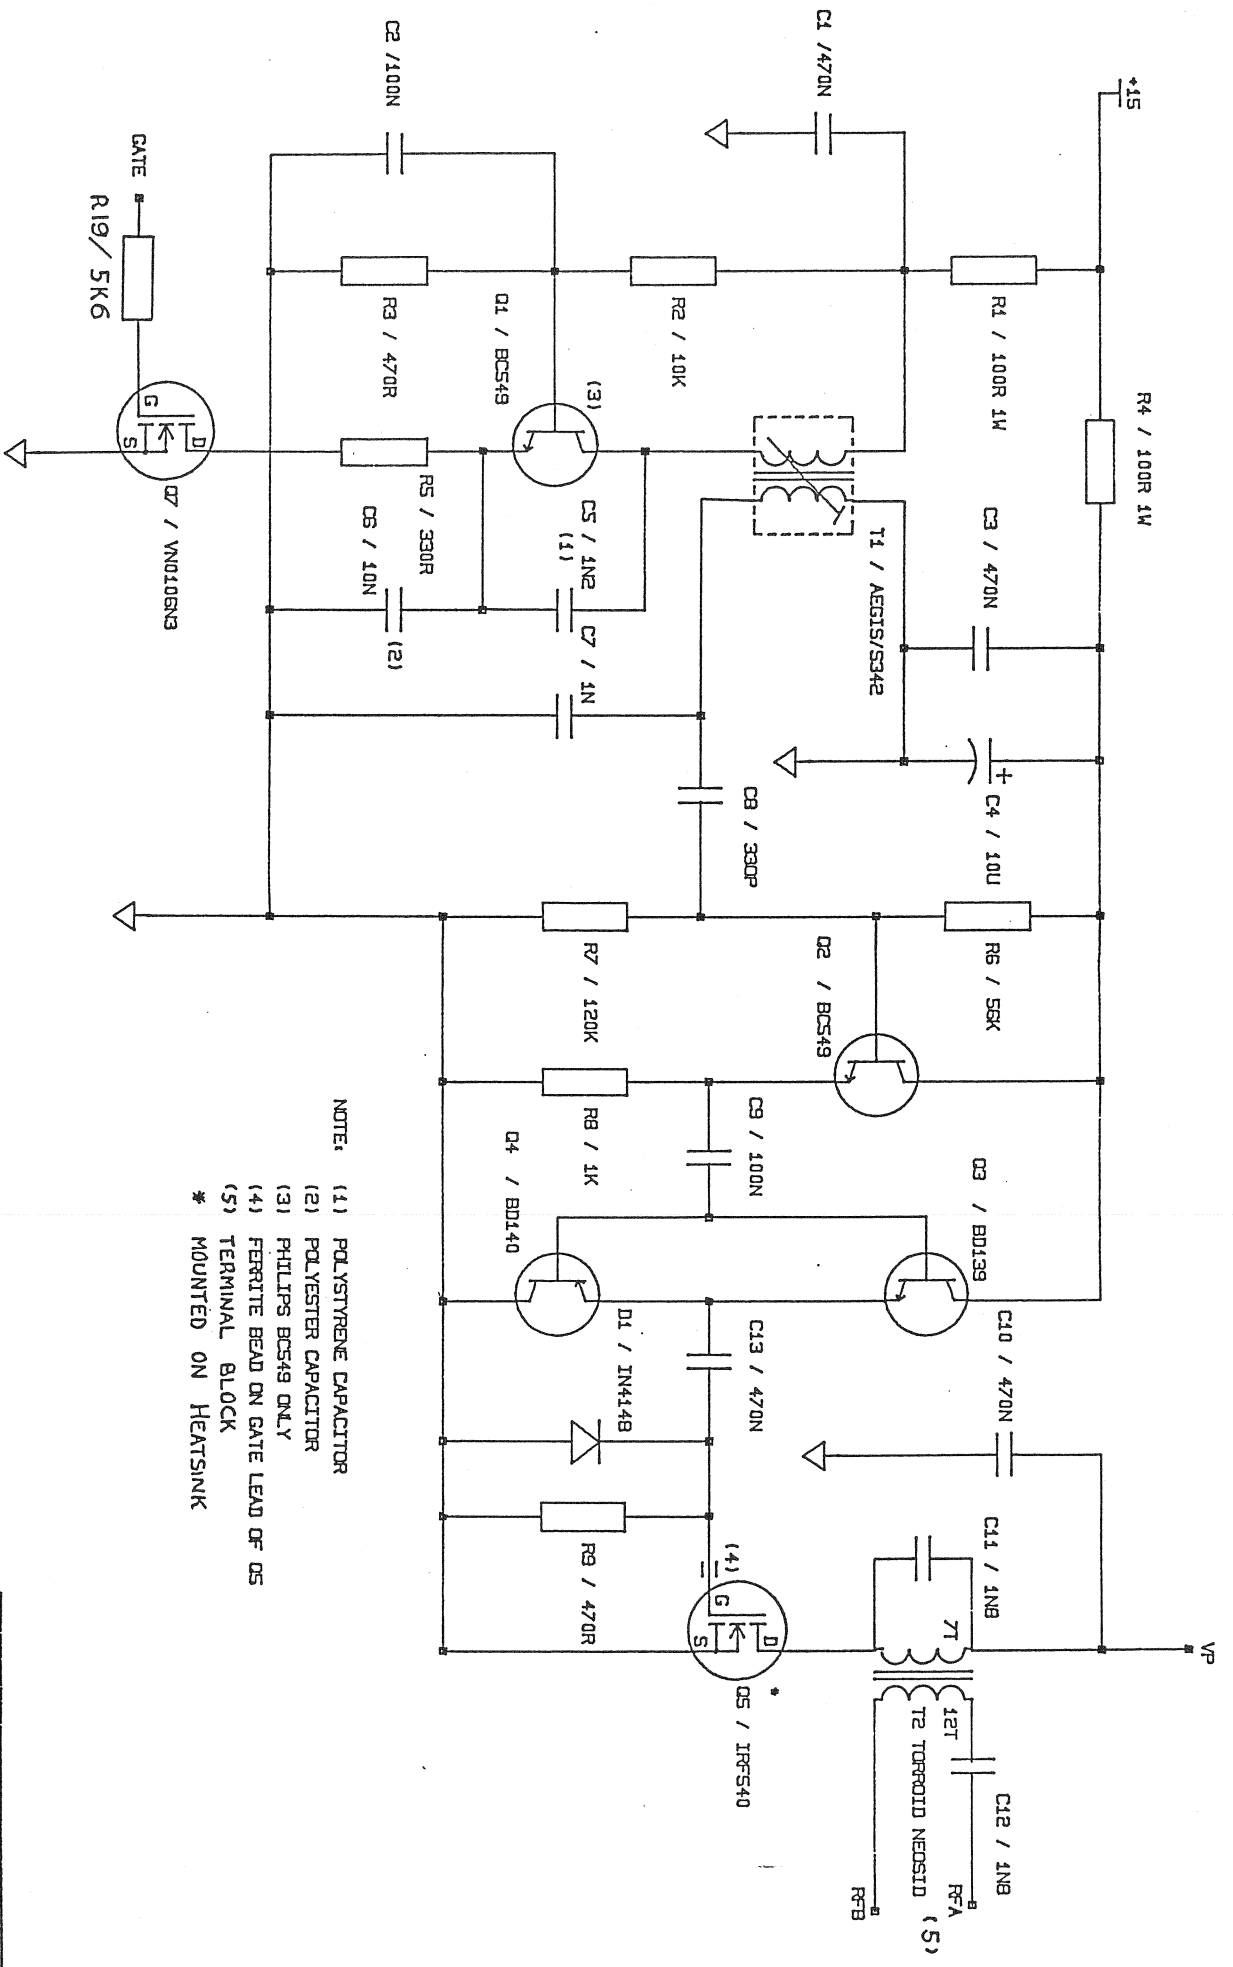 +15
R4 / 100R 1W
VP
C1 /470N
R1 / 100R 1W
C3 / 470N
C4 / 10U
R6 / 56K
Q3 / BD139
C10 / 470N
C11 / 1N8
7T
12T
C12 / 1N8
RFA
T1 / AEGIS/S342
T2 TORROID NEOSID (5)
RFB
C2 /100N
R2 / 10K
C8 / 330P
Q2 / BC549
C9 / 100N
C13 / 470N
(4)
G
D
S
*
Q5 / IRF540
Q1 / BC549
(3)
C5 / 1N2
(1)
C7 / 1N
R7 / 120K
R8 / 1K
Q4 / BD140
D1 / IN4148
R9 / 470R
R3 / 470R
R5 / 330R
C6 / 10N
(2)
GATE
R19/ 5K6
G
D
S
Q7 / VN0106N3
NOTE: (1) POLYSTYRENE CAPACITOR
(2) POLYESTER CAPACITOR
(3) PHILIPS BC549 ONLY
(4) FERRITE BEAD ON GATE LEAD OF Q5
(5) TERMINAL BLOCK
* MOUNTED ON HEATSINK